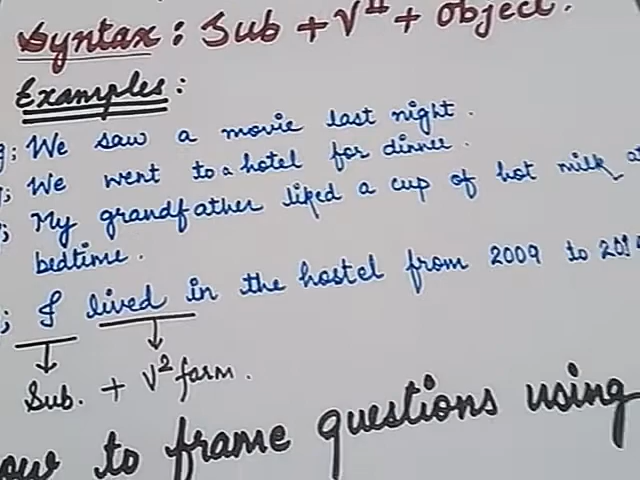 Syntax: Sub + V II + Object.
Examples:
; We saw a movie last night.
; We went to a hotel for dinner.
; My grandfather liked a cup of hot milk at
bedtime.
; I lived in the hostel from 2009 to
Sub. + V² form.
to frame questions using